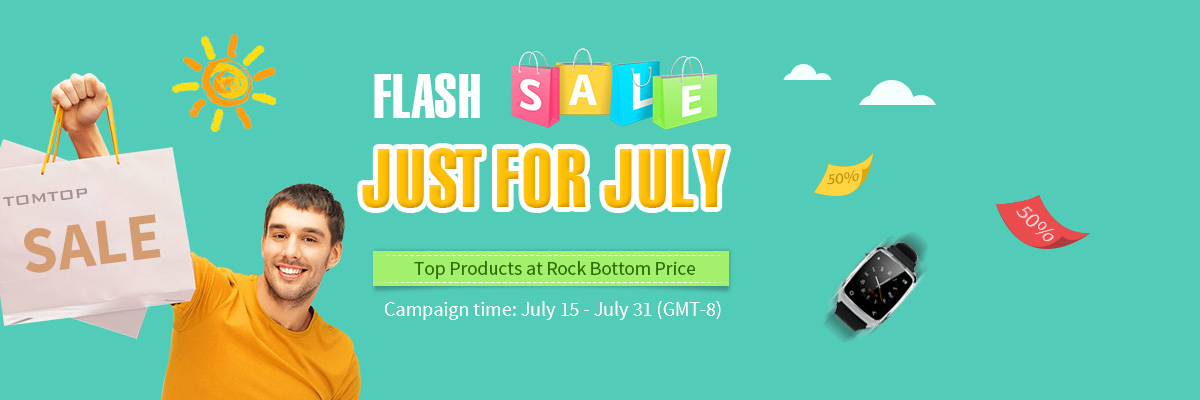 TOMTOP
SALE
FLASH SALE
JUST FOR JULY
Top Products at Rock Bottom Price
Campaign time: July 15 - July 31 (GMT-8)
50%
50%